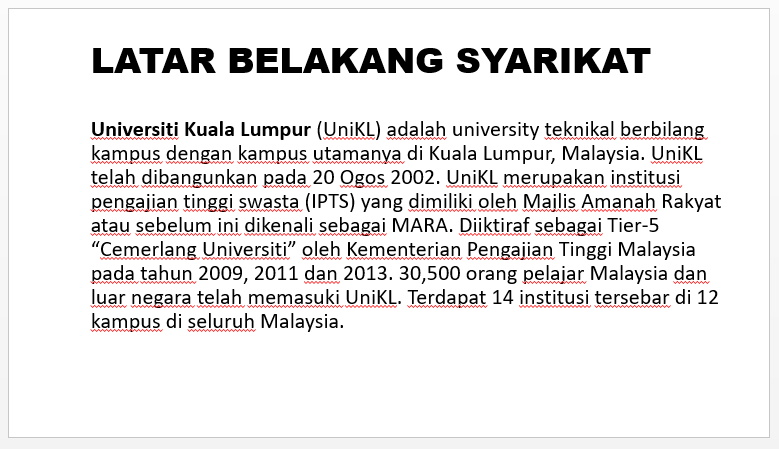 LATAR BELAKANG SYARIKAT
Universiti Kuala Lumpur (UniKL) adalah university teknikal berbilang
kampus dengan kampus utamanya di Kuala Lumpur, Malaysia. UniKL
telah dibangunkan pada 20 Ogos 2002. UniKL merupakan institusi
pengajian tinggi swasta (IPTS) yang dimiliki oleh Majlis Amanah Rakyat
atau sebelum ini dikenali sebagai MARA. Diiktiraf sebagai Tier-5
“Cemerlang Universiti” oleh Kementerian Pengajian Tinggi Malaysia
pada tahun 2009, 2011 dan 2013. 30,500 orang pelajar Malaysia dan
luar negara telah memasuki UniKL. Terdapat 14 institusi tersebar di 12
kampus di seluruh Malaysia.